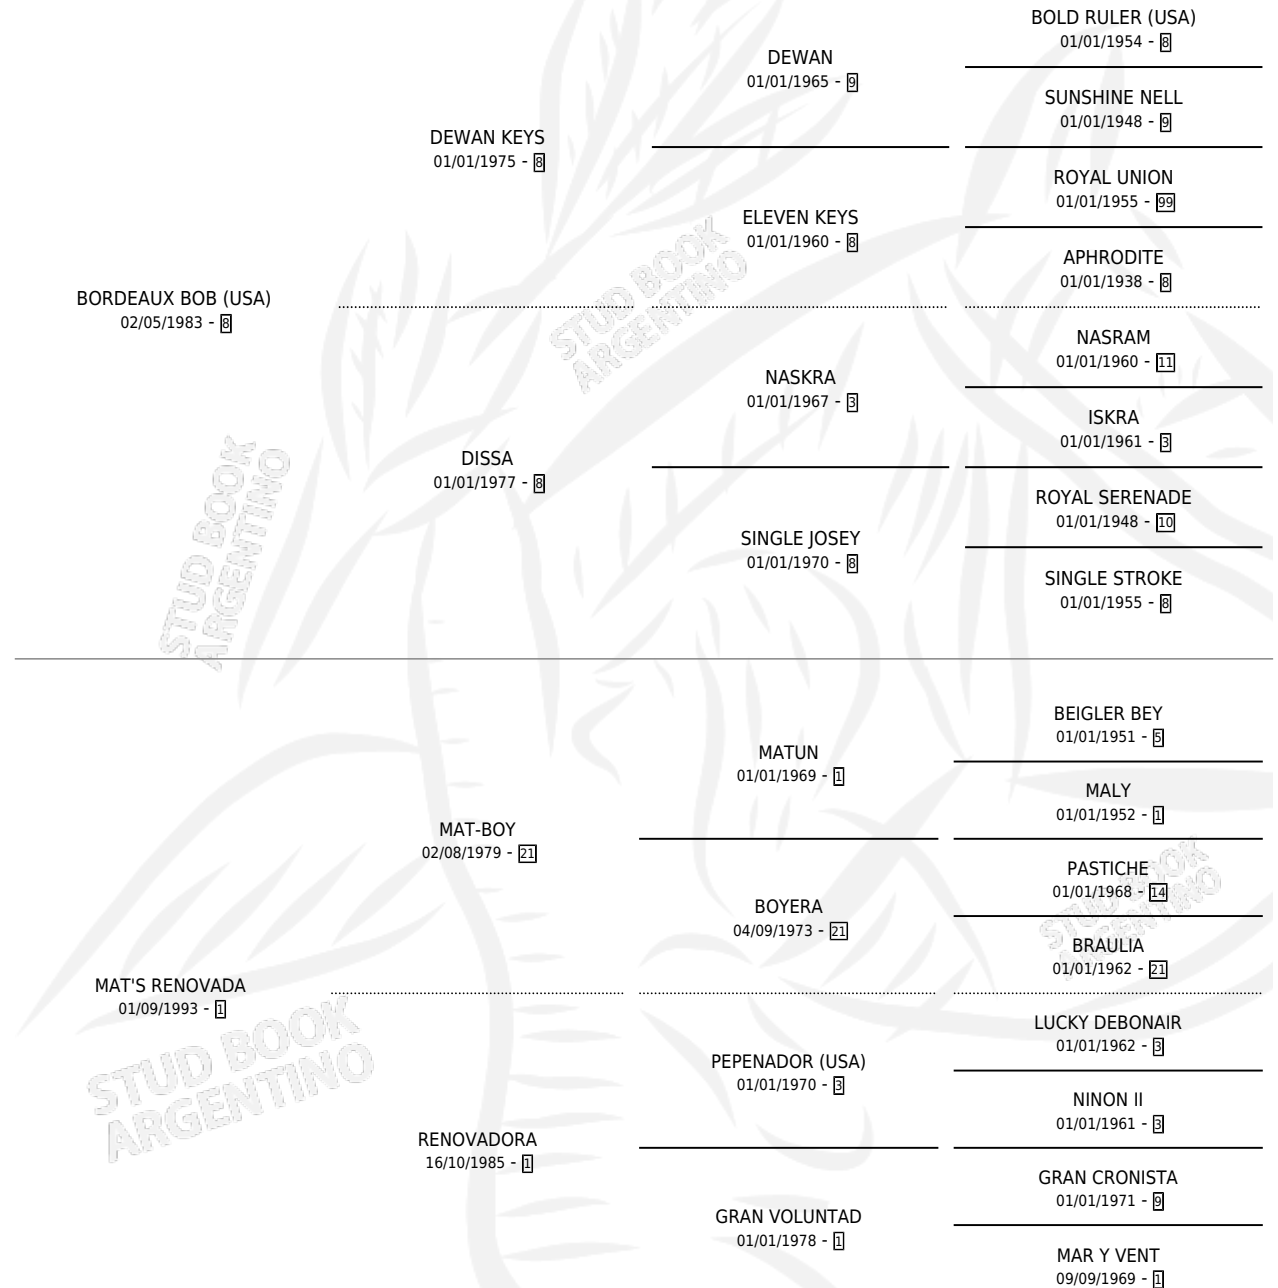 BOLD RULER (USA)
01/01/1954 - 8
DEWAN
01/01/1965 - 9
SUNSHINE NELL
01/01/1948 - 9
DEWAN KEYS
01/01/1975 - 8
ROYAL UNION
01/01/1955 - 99
ELEVEN KEYS
01/01/1960 - 8
APHRODITE
01/01/1938 - 8
BORDEAUX BOB (USA)
02/05/1983 - 8
STUD BOOK
ARGENTINO
NASRAM
01/01/1960 - 11
NASKRA
01/01/1967 - 3
ISKRA
01/01/1961 - 3
DISSA
01/01/1977 - 8
ROYAL SERENADE
01/01/1948 - 10
SINGLE JOSEY
01/01/1970 - 8
SINGLE STROKE
01/01/1955 - 8
STUD BOOK
ARGENTINO
BEIGLER BEY
01/01/1951 - 5
MATUN
01/01/1969 - 1
MALY
01/01/1952 - 1
MAT-BOY
02/08/1979 - 21
PASTICHE
01/01/1968 - 14
BOYERA
04/09/1973 - 21
BRAULIA
01/01/1962 - 21
STUD BOOK
ARGENTINO
MAT'S RENOVADA
01/09/1993 - 1
LUCKY DEBONAIR
01/01/1962 - 3
PEPENADOR (USA)
01/01/1970 - 3
NINON II
01/01/1961 - 3
STUD BOOK
ARGENTINO
RENOVADORA
16/10/1985 - 1
GRAN CRONISTA
01/01/1971 - 9
GRAN VOLUNTAD
01/01/1978 - 1
MAR Y VENT
09/09/1969 - 1